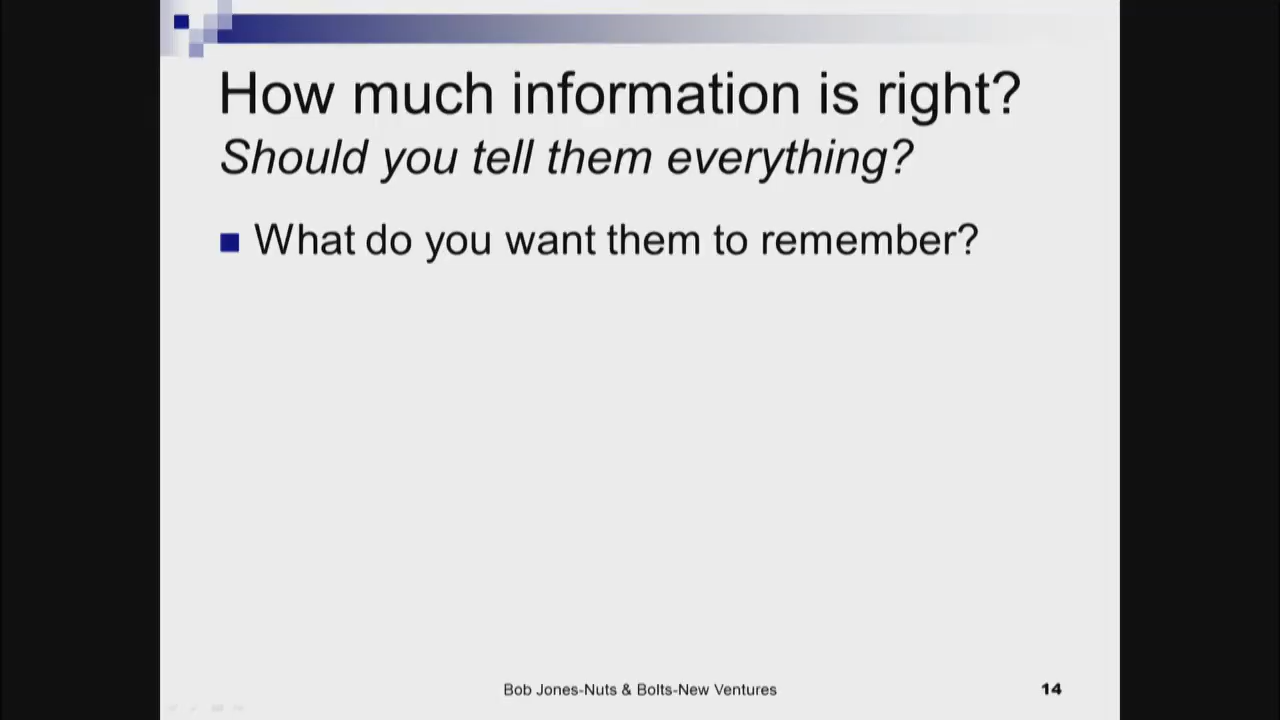 How much information is right?
Should you tell them everything?
What do you want them to remember?
Bob Jones-Nuts & Bolts-New Ventures
14